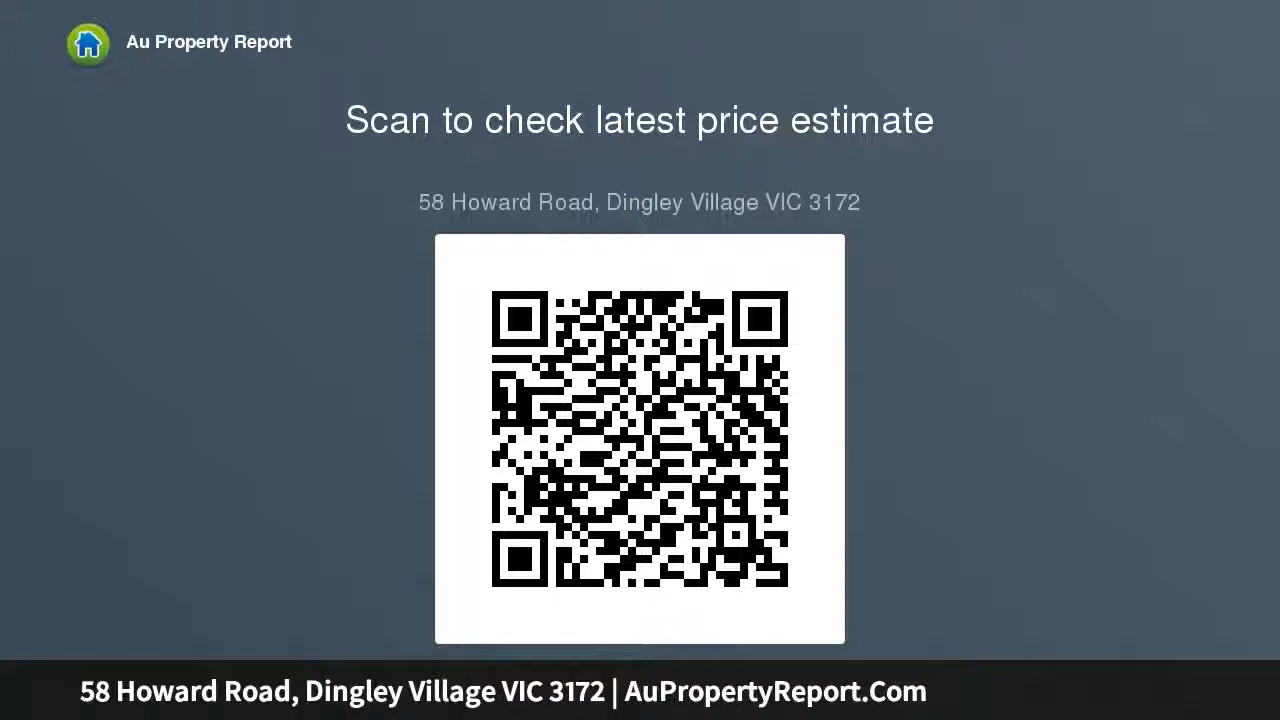 Au Property Report
Scan to check latest price estimate
58 Howard Road, Dingley Village VIC 3172
58 Howard Road, Dingley Village VIC 3172 | AuPropertyReport.Com